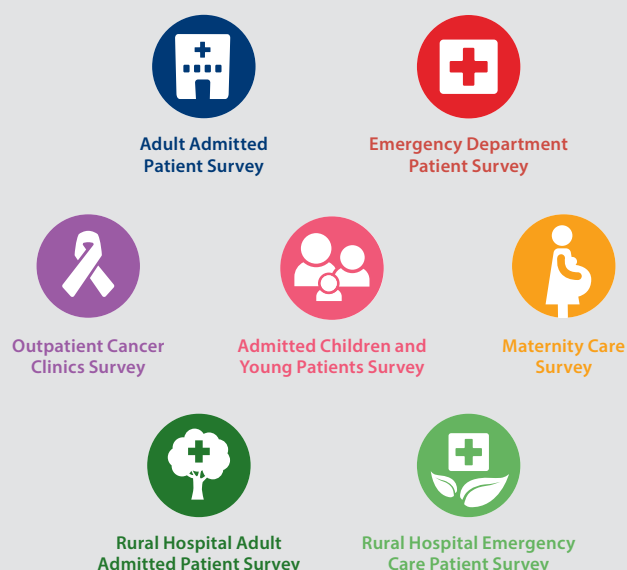 Adult Admitted
Patient Survey
Emergency Department
Patient Survey
Outpatient Cancer
Clinics Survey
Admitted Children and
Young Patients Survey
Maternity Care
Survey
Rural Hospital Adult
Admitted Patient Survey
Rural Hospital Emergency
Care Patient Survey